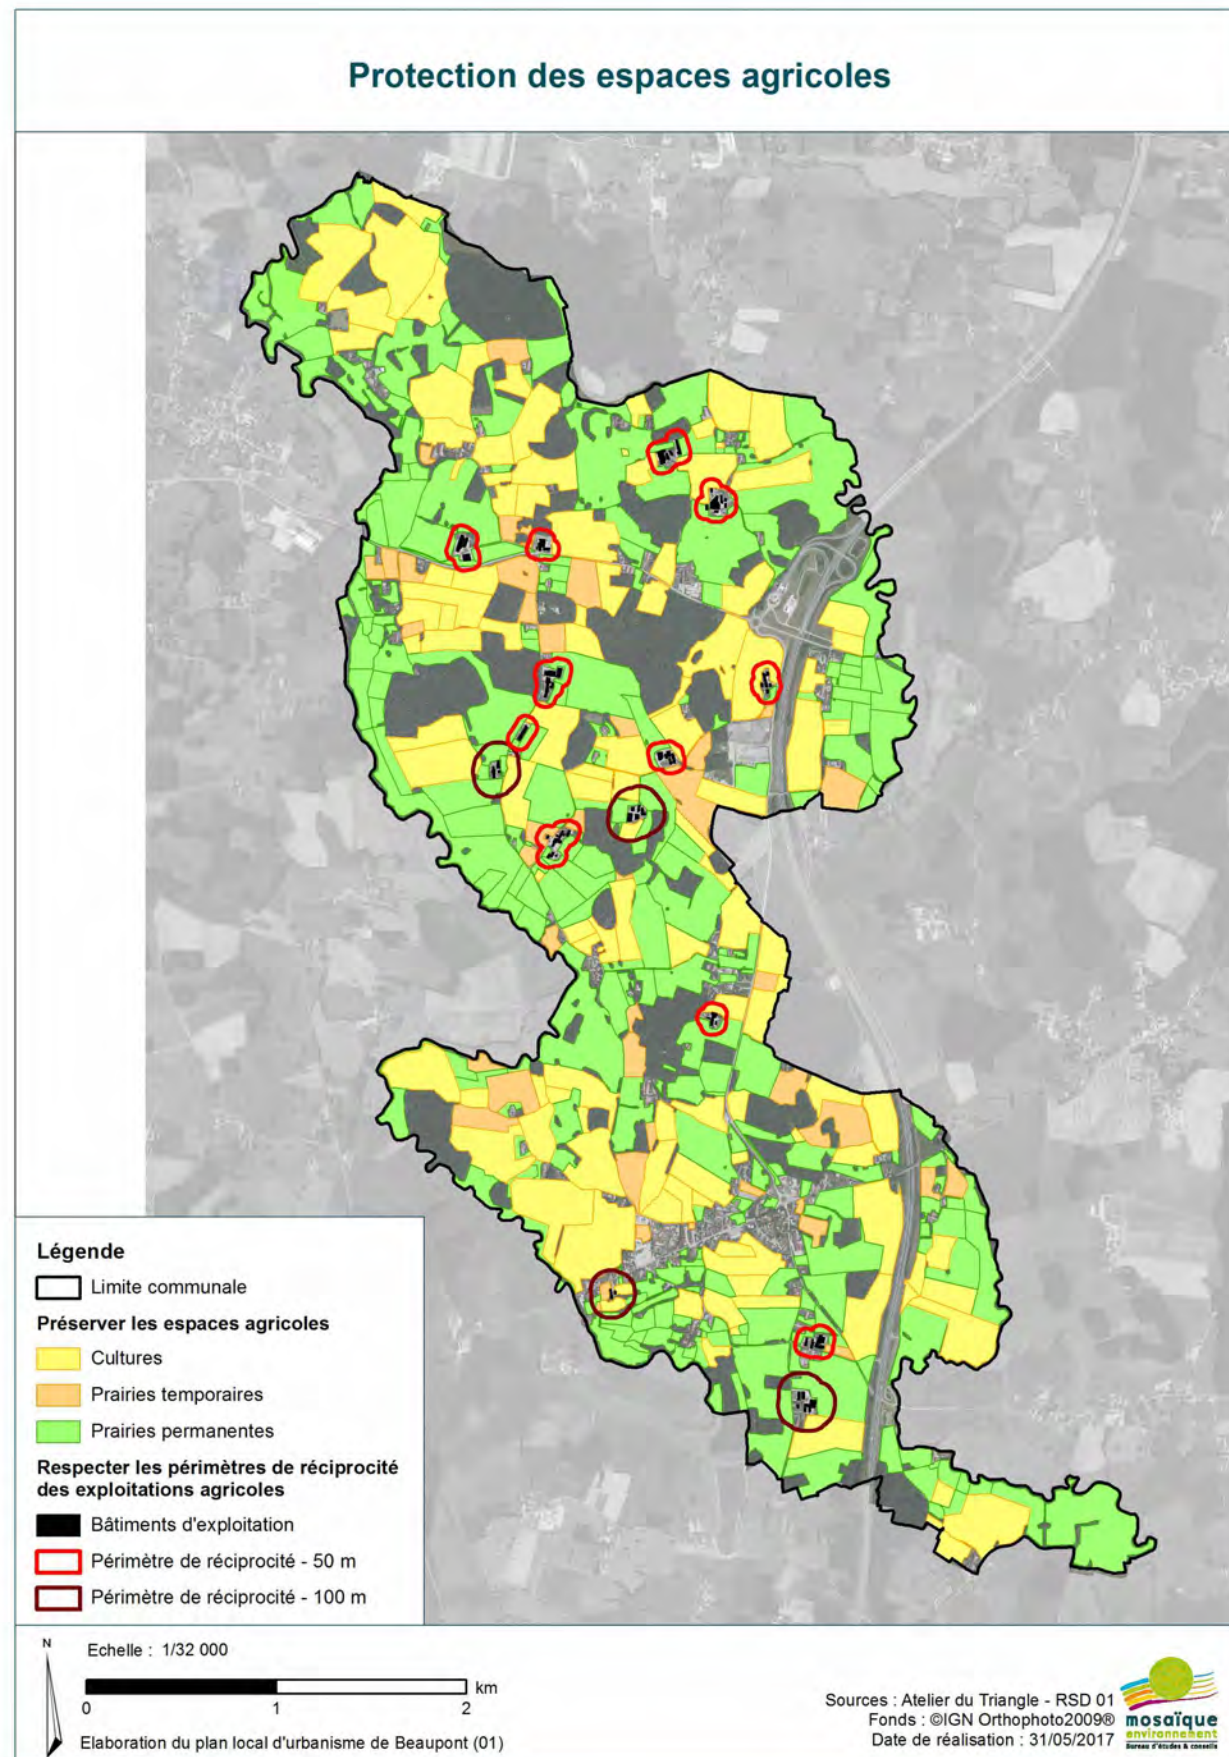 Protection des espaces agricoles
Légende
Limite communale
Préserver les espaces agricoles
Cultures
Prairies temporaires
Prairies permanentes
Respecter les périmètres de réciprocité
des exploitations agricoles
Bâtiments d'exploitation
Périmètre de réciprocité - 50 m
Périmètre de réciprocité - 100 m
N
Echelle : 1/32 000
km
0 1 2
Elaboration du plan local d'urbanisme de Beaupont (01)
Sources : Atelier du Triangle - RSD 01
Fonds : ©IGN Orthophoto2009®
Date de réalisation : 31/05/2017
mosaïque
environnement
Bureau d'études & conseils